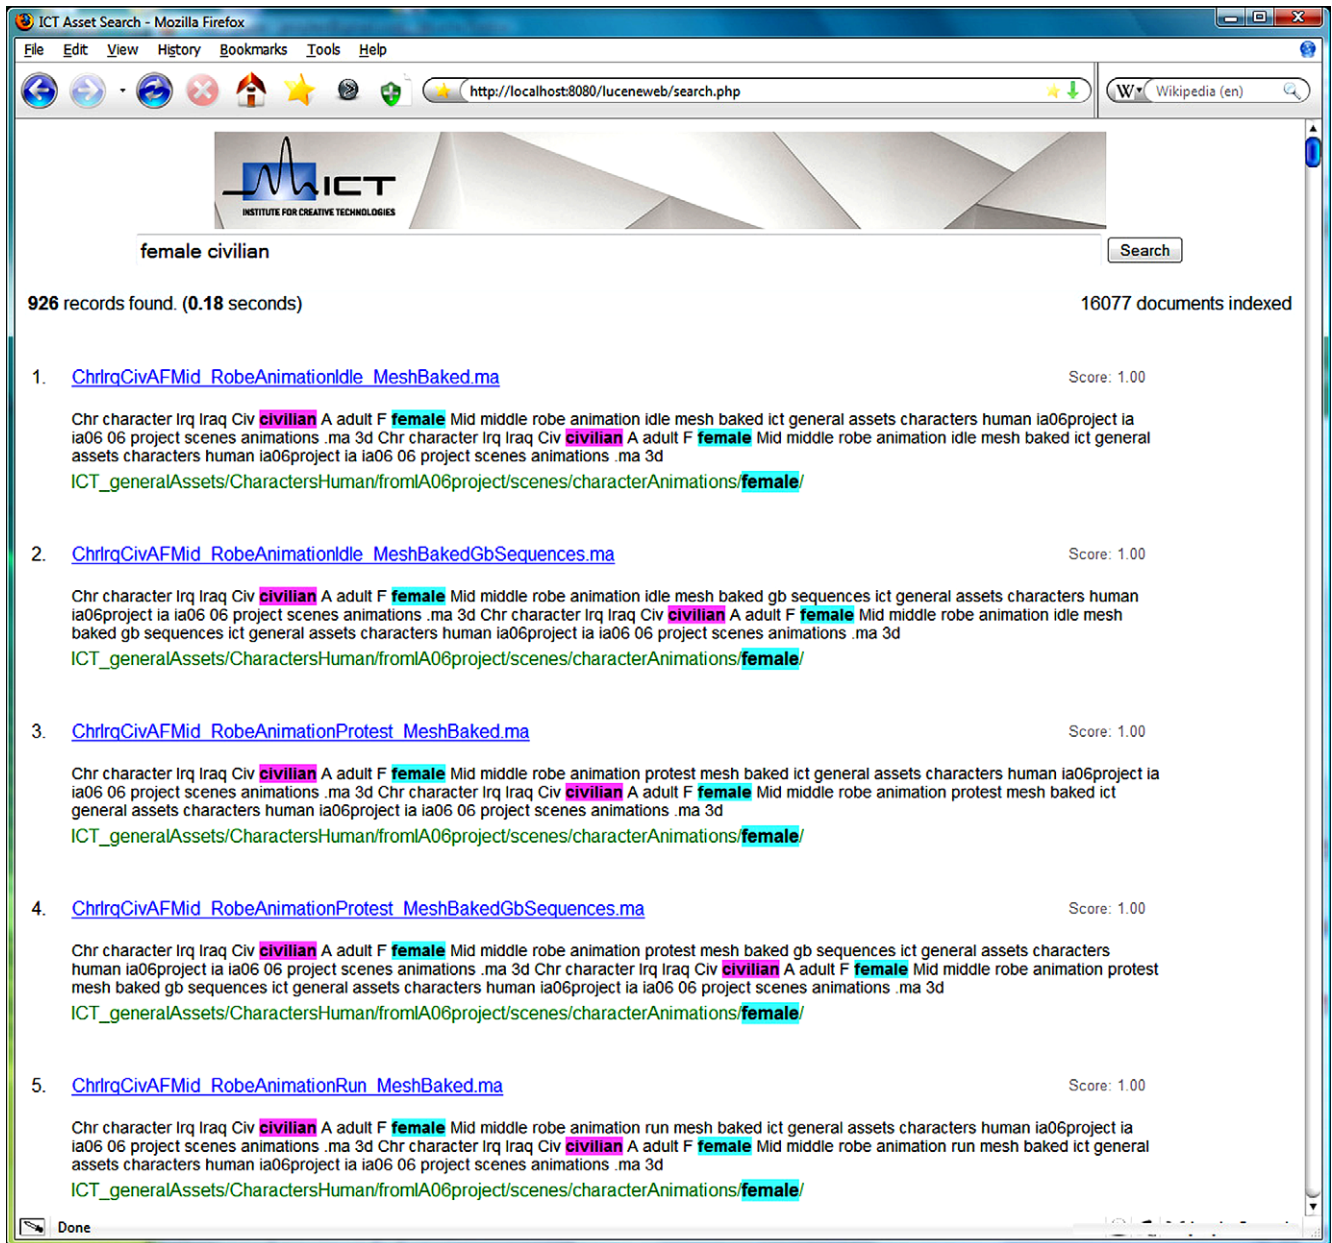 ICT Asset Search - Mozilla Firefox
File Edit View History Bookmarks Tools Help
http://localhost:8080/luceneweb/search.php W Wikipedia (en)
ICT
INSTITUTE FOR CREATIVE TECHNOLOGIES
female civilian Search
926 records found. (0.18 seconds) 16077 documents indexed
1. ChrIrqCivAFMid_RobeAnimationIdle_MeshBaked.ma Score: 1.00
Chr character Irq Iraq Civ civilian A adult F female Mid middle robe animation idle mesh baked ict general assets characters human ia06project ia
ia06 06 project scenes animations .ma 3d Chr character Irq Iraq Civ civilian A adult F female Mid middle robe animation idle mesh baked ict general
assets characters human ia06project ia ia06 06 project scenes animations .ma 3d
ICT_generalAssets/CharactersHuman/fromIA06project/scenes/characterAnimations/female/
2. ChrIrqCivAFMid_RobeAnimationIdle_MeshBakedGbSequences.ma Score: 1.00
Chr character Irq Iraq Civ civilian A adult F female Mid middle robe animation idle mesh baked gb sequences ict general assets characters human
ia06project ia ia06 06 project scenes animations .ma 3d Chr character Irq Iraq Civ civilian A adult F female Mid middle robe animation idle mesh
baked gb sequences ict general assets characters human ia06project ia ia06 06 project scenes animations .ma 3d
ICT_generalAssets/CharactersHuman/fromIA06project/scenes/characterAnimations/female/
3. ChrIrqCivAFMid_RobeAnimationProtest_MeshBaked.ma Score: 1.00
Chr character Irq Iraq Civ civilian A adult F female Mid middle robe animation protest mesh baked ict general assets characters human ia06project ia
ia06 06 project scenes animations .ma 3d Chr character Irq Iraq Civ civilian A adult F female Mid middle robe animation protest mesh baked ict
general assets characters human ia06project ia ia06 06 project scenes animations .ma 3d
ICT_generalAssets/CharactersHuman/fromIA06project/scenes/characterAnimations/female/
4. ChrIrqCivAFMid_RobeAnimationProtest_MeshBakedGbSequences.ma Score: 1.00
Chr character Irq Iraq Civ civilian A adult F female Mid middle robe animation protest mesh baked gb sequences ict general assets characters
human ia06project ia ia06 06 project scenes animations .ma 3d Chr character Irq Iraq Civ civilian A adult F female Mid middle robe animation protest
mesh baked gb sequences ict general assets characters human ia06project ia ia06 06 project scenes animations .ma 3d
ICT_generalAssets/CharactersHuman/fromIA06project/scenes/characterAnimations/female/
5. ChrIrqCivAFMid_RobeAnimationRun_MeshBaked.ma Score: 1.00
Chr character Irq Iraq Civ civilian A adult F female Mid middle robe animation run mesh baked ict general assets characters human ia06project ia
ia06 06 project scenes animations .ma 3d Chr character Irq Iraq Civ civilian A adult F female Mid middle robe animation run mesh baked ict general
assets characters human ia06project ia ia06 06 project scenes animations .ma 3d
ICT_generalAssets/CharactersHuman/fromIA06project/scenes/characterAnimations/female/
Done